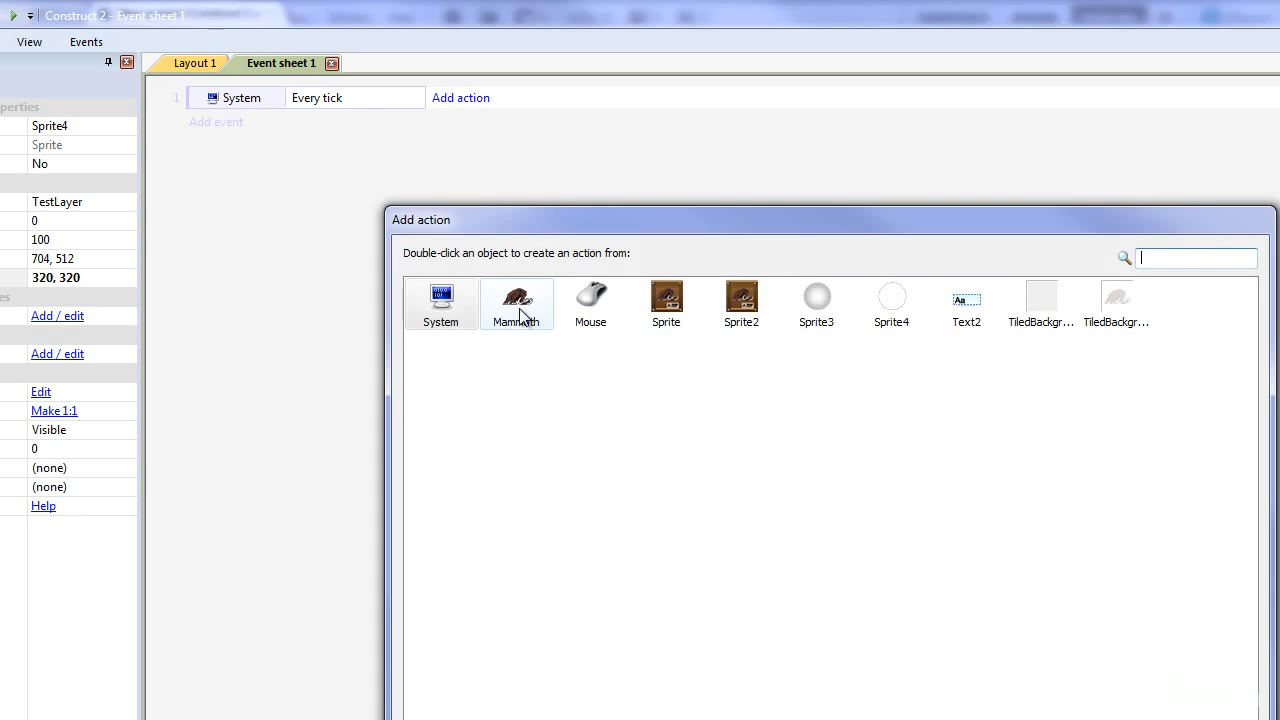 Construct 2 - Event sheet 1
View Events
Layout 1 Event sheet 1
perties
Sprite4
Sprite
No
TestLayer
0
100
704, 512
320, 320
es
Add / edit
Add / edit
Edit
Make 1:1
Visible
0
(none)
(none)
Help
1 System Every tick Add action
Add event
Add action
Double-click an object to create an action from:
System Mammoth Mouse Sprite Sprite2 Sprite3 Sprite4 Text2 TiledBackgr... TiledBackgr...
Aa